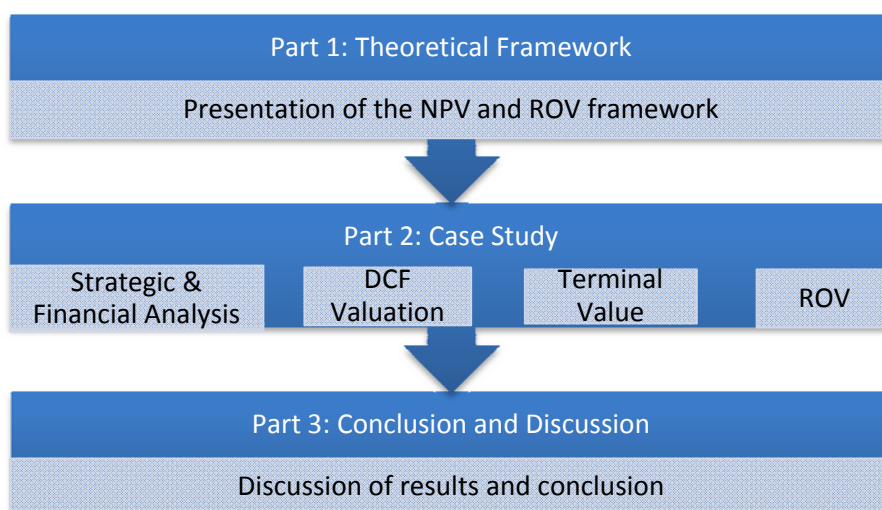 Part 1: Theoretical Framework
Presentation of the NPV and ROV framework
Part 2: Case Study
Strategic &
Financial Analysis
DCF
Valuation
Terminal
Value
ROV
Part 3: Conclusion and Discussion
Discussion of results and conclusion